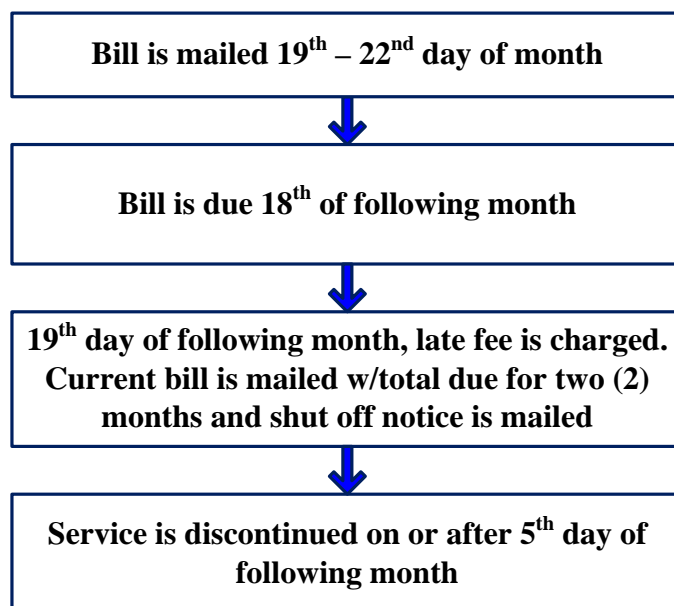 Bill is mailed 19th – 22nd day of month
Bill is due 18th of following month
19th day of following month, late fee is charged.
Current bill is mailed w/total due for two (2)
months and shut off notice is mailed
Service is discontinued on or after 5th day of
following month